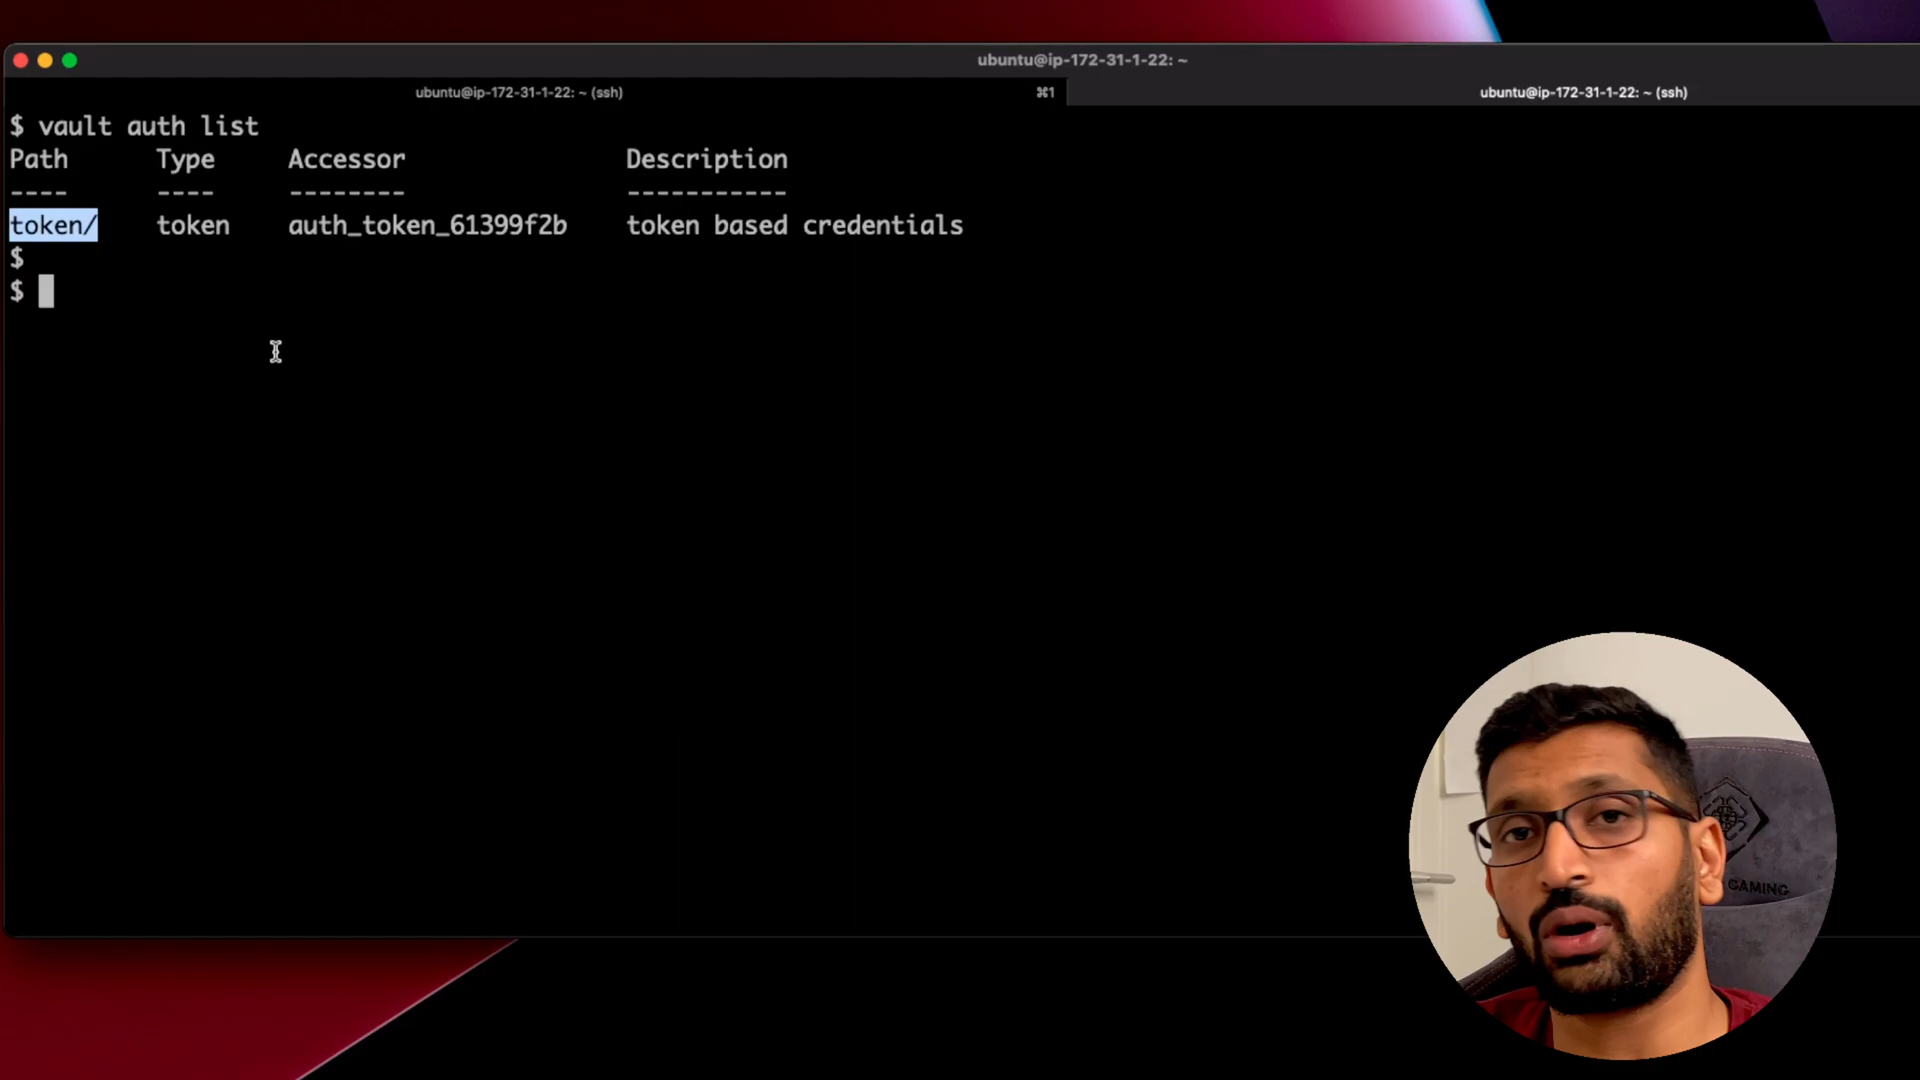 ubuntu@ip-172-31-1-22: ~
ubuntu@ip-172-31-1-22: ~ (ssh) ⌘1 ubuntu@ip-172-31-1-22: ~ (ssh)
$ vault auth list
Path Type Accessor Description
---- ---- -------- -----------
token/ token auth_token_61399f2b token based credentials
$
$
GAMING